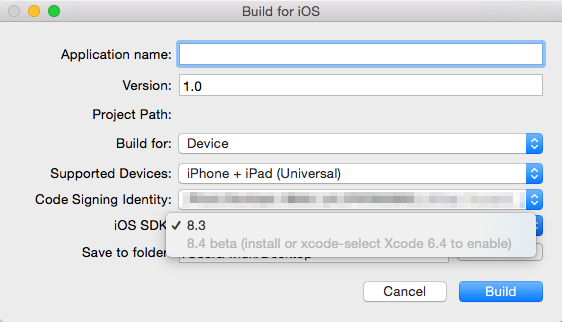 Build for iOS
Application name:
Version: 1.0
Project Path:
Build for: Device
Supported Devices: iPhone + iPad (Universal)
Code Signing Identity:
iOS SDK ✓ 8.3
8.4 beta (install or xcode-select Xcode 6.4 to enable)
Save to folder
Cancel Build